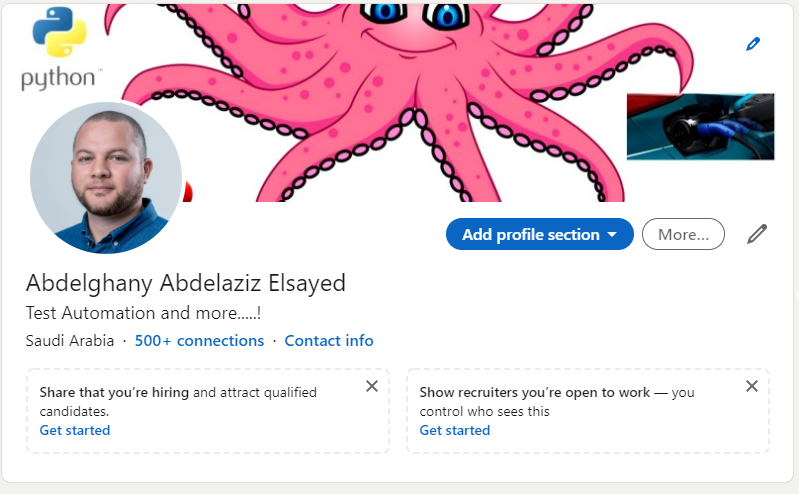 python™
Add profile section
More...
Abdelghany Abdelaziz Elsayed
Test Automation and more.....!
Saudi Arabia · 500+ connections · Contact info
Share that you're hiring and attract qualified
candidates.
Get started
Show recruiters you're open to work — you
control who sees this
Get started